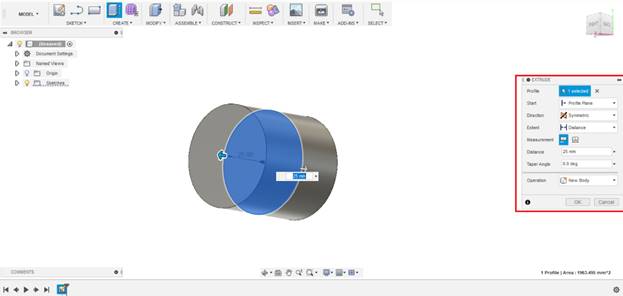 MODEL
SKETCH CREATE MODIFY ASSEMBLE CONSTRUCT INSPECT INSERT MAKE ADD-INS SELECT
BROWSER
(Unsaved)
Document Settings
Named Views
Origin
Sketches
25 mm
EXTRUDE
Profile 1 selected
Start Profile Plane
Direction Symmetric
Extent Distance
Measurement
Distance 25 mm
Taper Angle 0.0 deg
Operation New Body
OK Cancel
COMMENTS
1 Profile | Area : 1963.495 mm^2